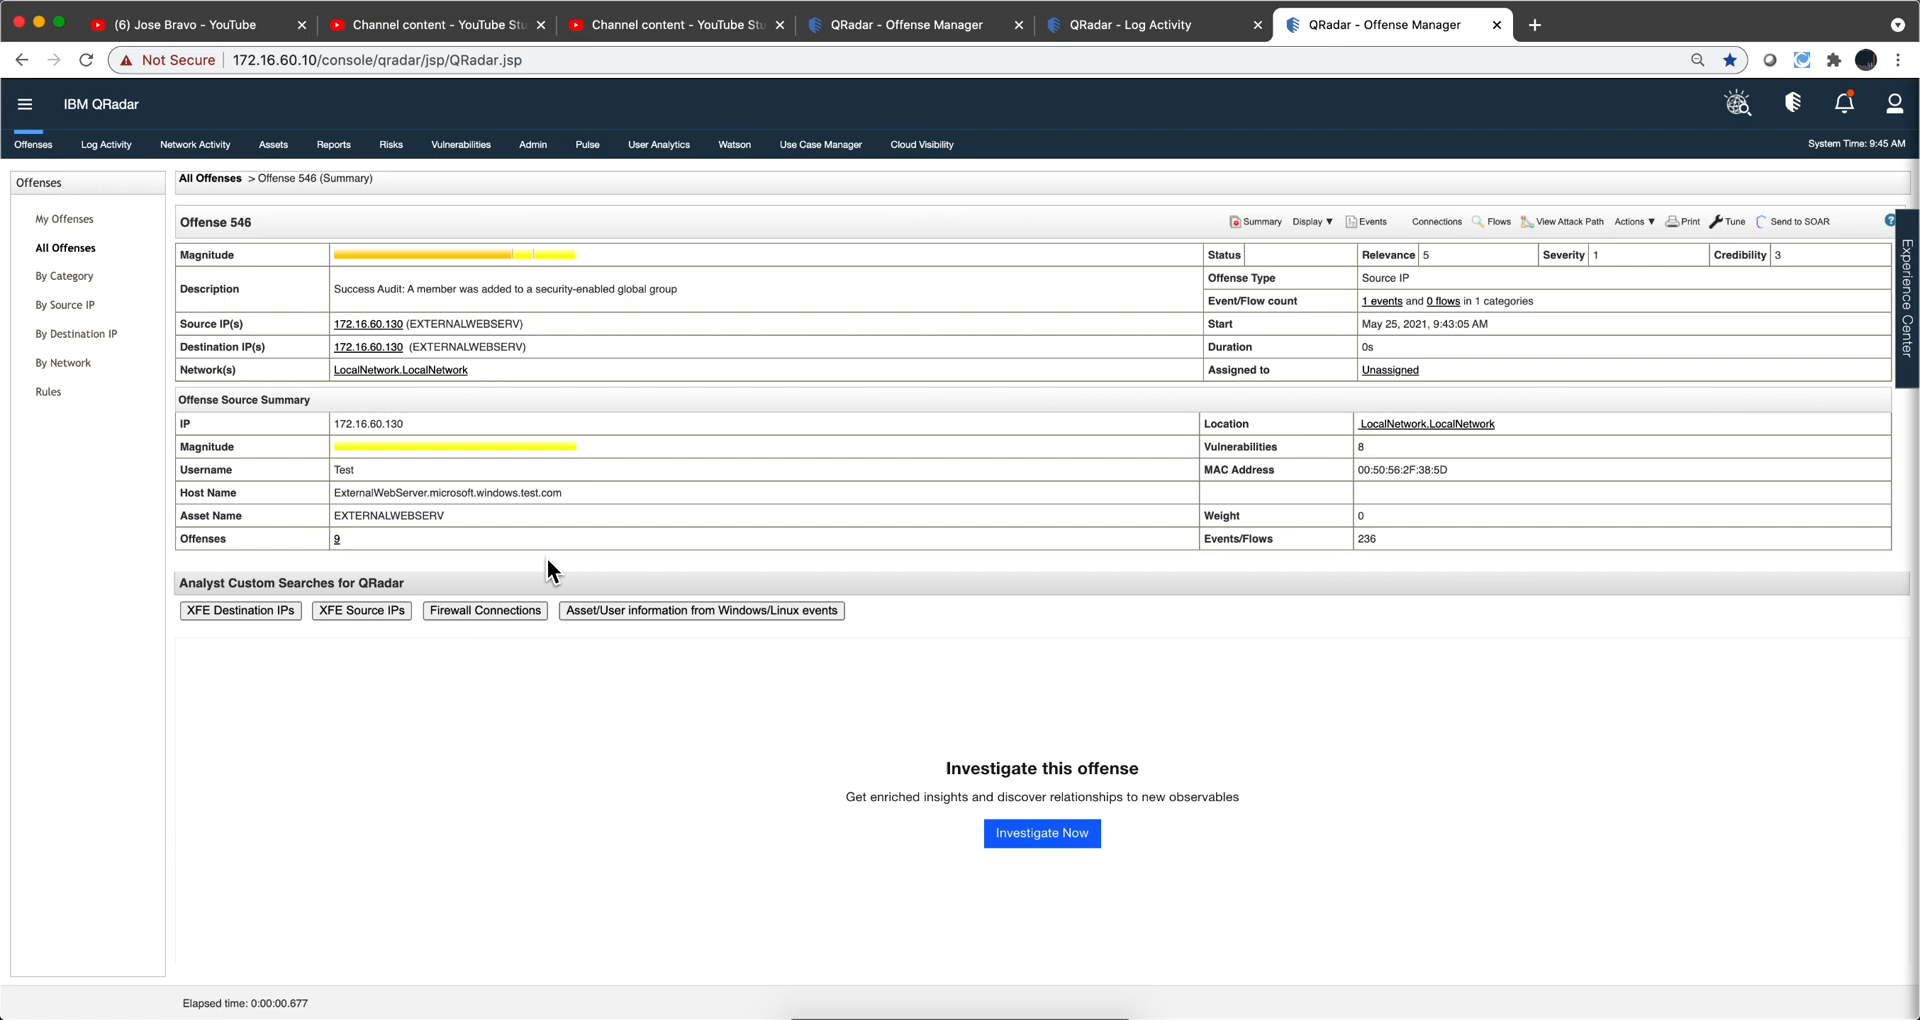 (6) Jose Bravo - YouTube
Channel content - YouTube Stu
Channel content - YouTube Stu
QRadar - Offense Manager
QRadar - Log Activity
QRadar - Offense Manager
Not Secure 172.16.60.10/console/qradar/jsp/QRadar.jsp
IBM QRadar
Offenses Log Activity Network Activity Assets Reports Risks Vulnerabilities Admin Pulse User Analytics Watson Use Case Manager Cloud Visibility System Time: 9:45 AM
Offenses
My Offenses
All Offenses
By Category
By Source IP
By Destination IP
By Network
Rules
All Offenses > Offense 546 (Summary)
Offense 546 Summary Display ▼ Events Connections Flows View Attack Path Actions ▼ Print Tune Send to SOAR ?
Magnitude Status Relevance 5 Severity 1 Credibility 3
Description Success Audit: A member was added to a security-enabled global group
Offense Type Source IP
Event/Flow count 1 events and 0 flows in 1 categories
Source IP(s) 172.16.60.130 (EXTERNALWEBSERV) Start May 25, 2021, 9:43:05 AM
Destination IP(s) 172.16.60.130 (EXTERNALWEBSERV) Duration 0s
Network(s) LocalNetwork.LocalNetwork Assigned to Unassigned
Offense Source Summary
IP 172.16.60.130 Location LocalNetwork.LocalNetwork
Magnitude Vulnerabilities 8
Username Test MAC Address 00:50:56:2F:38:5D
Host Name ExternalWebServer.microsoft.windows.test.com
Asset Name EXTERNALWEBSERV Weight 0
Offenses 9 Events/Flows 236
Analyst Custom Searches for QRadar
XFE Destination IPs XFE Source IPs Firewall Connections Asset/User information from Windows/Linux events
Investigate this offense
Get enriched insights and discover relationships to new observables
Investigate Now
Experience Center
Elapsed time: 0:00:00.677